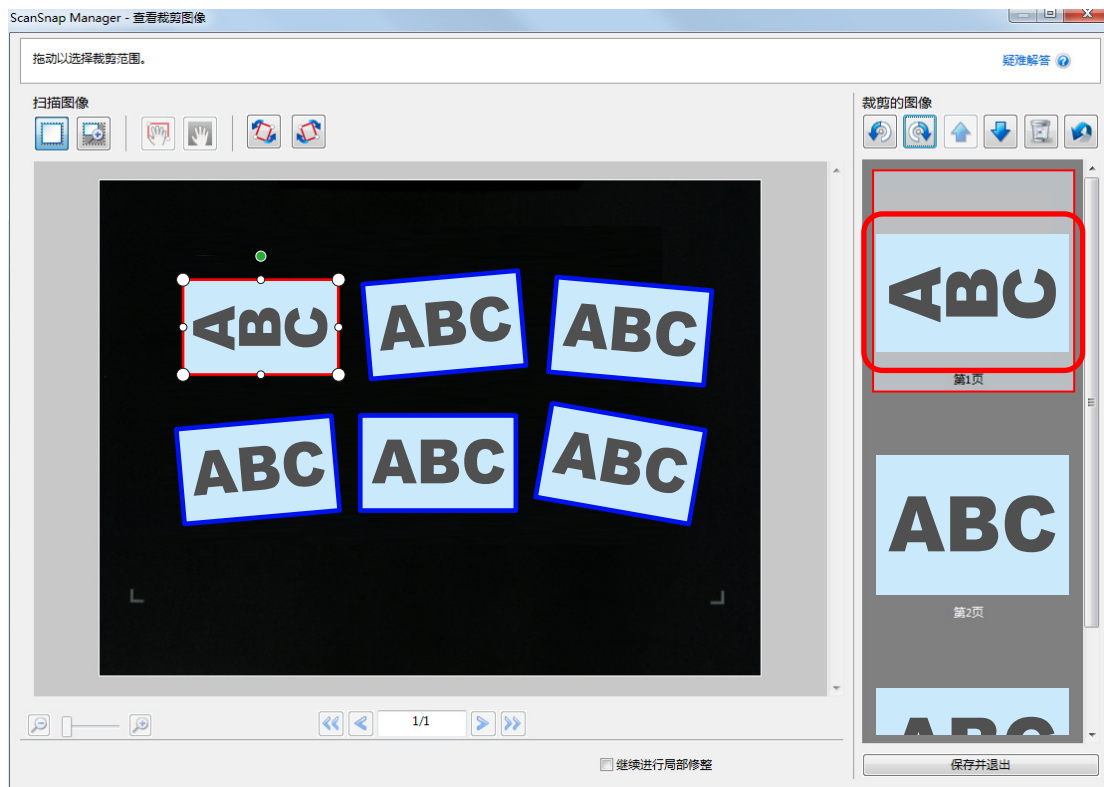 ScanSnap Manager - 查看裁剪图像
拖动以选择裁剪范围。
疑难解答
扫描图像
裁剪的图像
ABC
ABC
ABC
ABC
ABC
ABC
ABC
第1页
ABC
第2页
ABC
1/1
继续进行局部修整
保存并退出